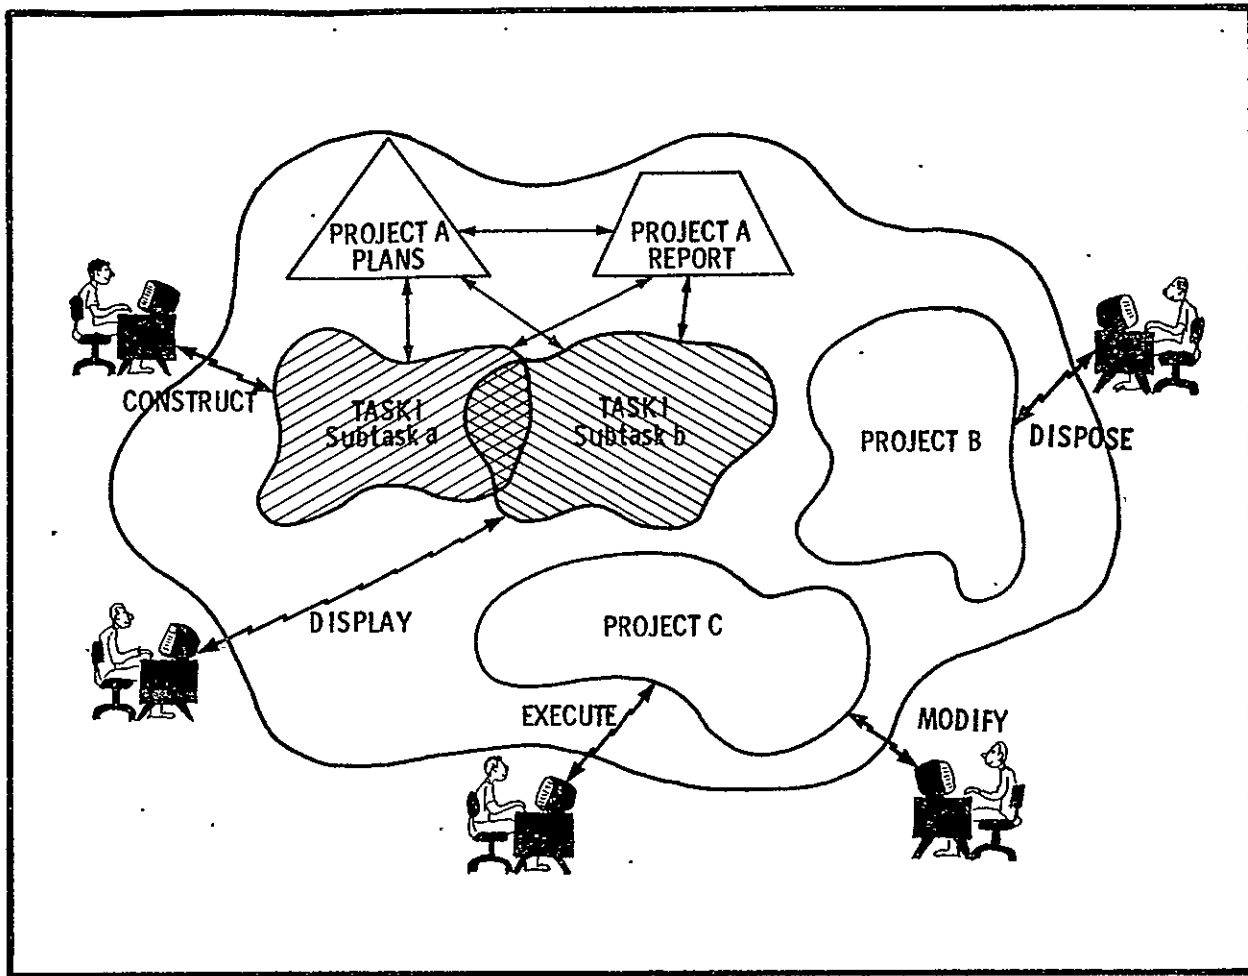 PROJECT A
PLANS
PROJECT A
REPORT
CONSTRUCT
TASK I
Subtask a
TASK I
Subtask b
PROJECT B
DISPOSE
DISPLAY
PROJECT C
EXECUTE
MODIFY